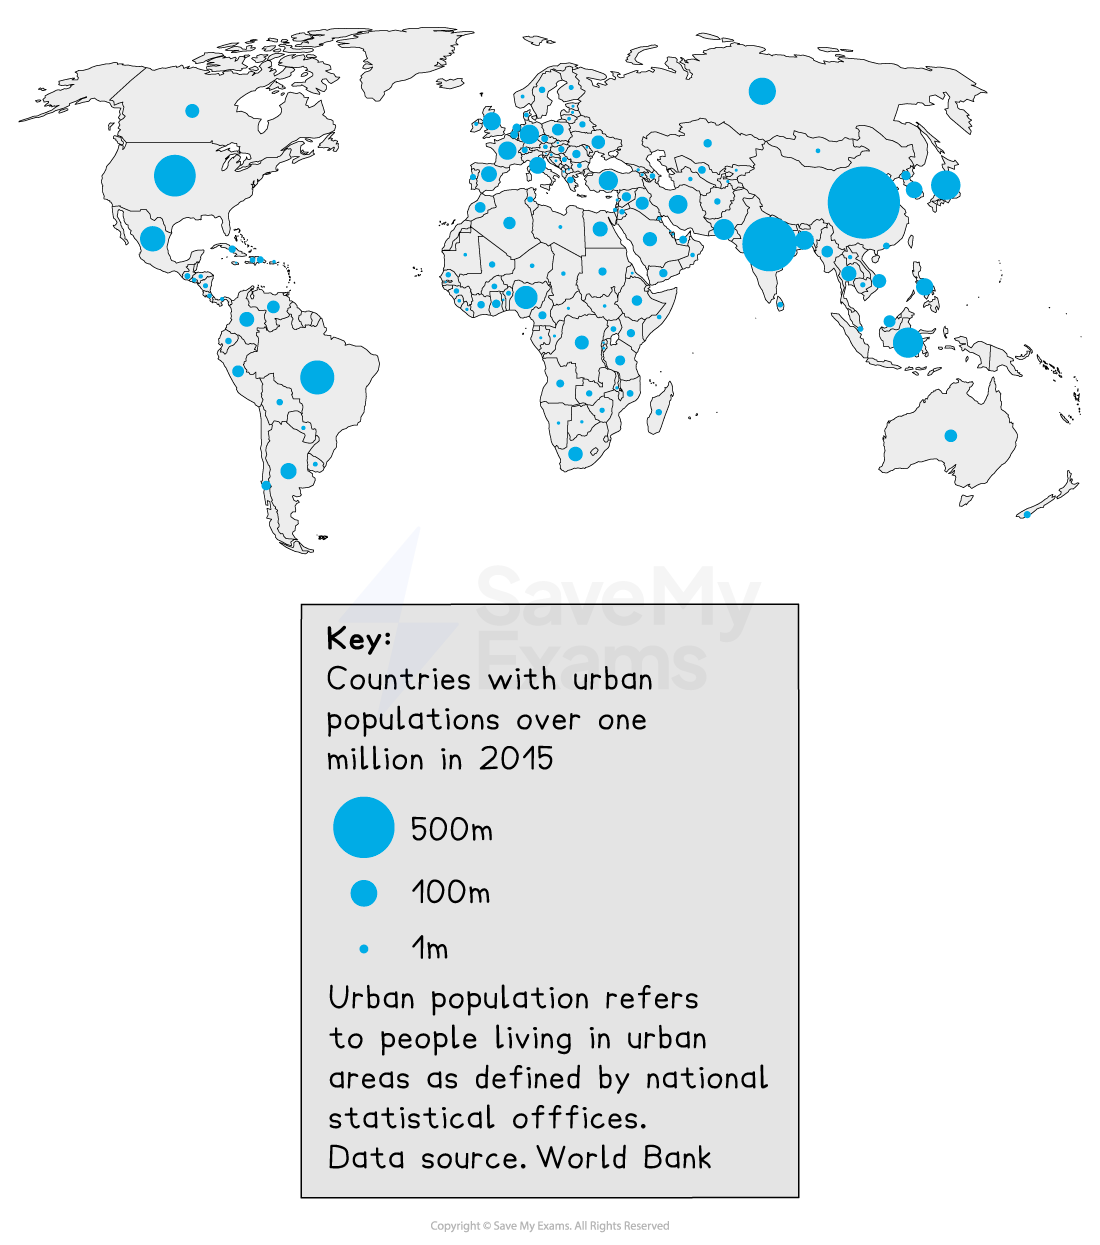 SaveMy
Exams
Key:
Countries with urban
populations over one
million in 2015
500m
100m
1m
Urban population refers
to people living in urban
areas as defined by national
statistical offfices.
Data source. World Bank
Copyright © Save My Exams. All Rights Reserved